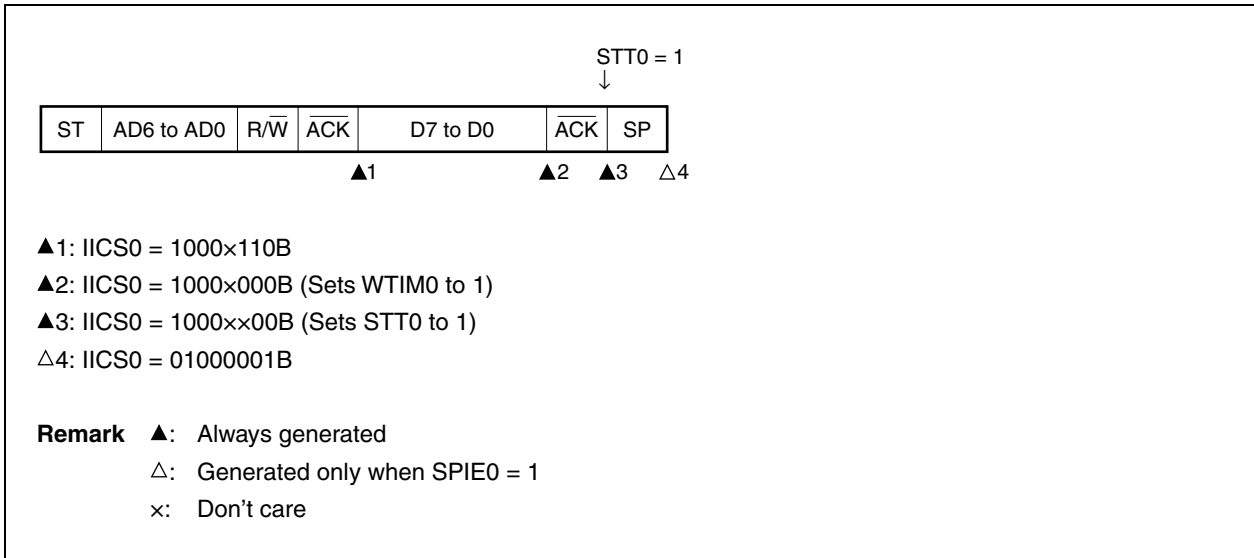 STT0 = 1
↓
ST AD6 to AD0 R/W̅ A̅C̅K̅ D7 to D0 A̅C̅K̅ SP
▲1 ▲2 ▲3 △4
▲1: IICS0 = 1000×110B
▲2: IICS0 = 1000×000B (Sets WTIM0 to 1)
▲3: IICS0 = 1000××00B (Sets STT0 to 1)
△4: IICS0 = 01000001B
Remark ▲: Always generated
△: Generated only when SPIE0 = 1
×: Don't care